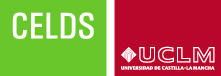 CELDS
UCLM
UNIVERSIDAD DE CASTILLA-LA MANCHA